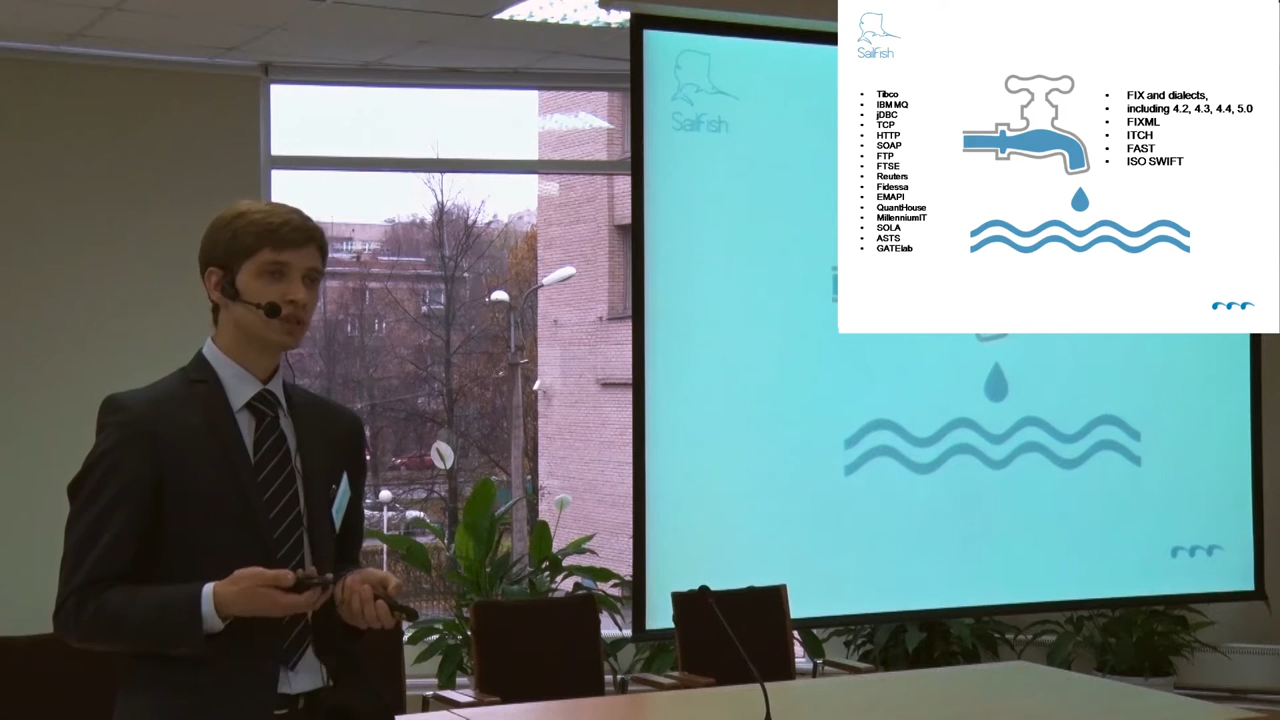 SailFish
SailFish
Tibco
IBM MQ
jDBC
TCP
HTTP
SOAP
FTP
FTSE
Reuters
Fidessa
EMAPI
QuantHouse
MillenniumIT
SOLA
ASTS
GATElab
FIX and dialects,
including 4.2, 4.3, 4.4, 5.0
FIXML
ITCH
FAST
ISO SWIFT